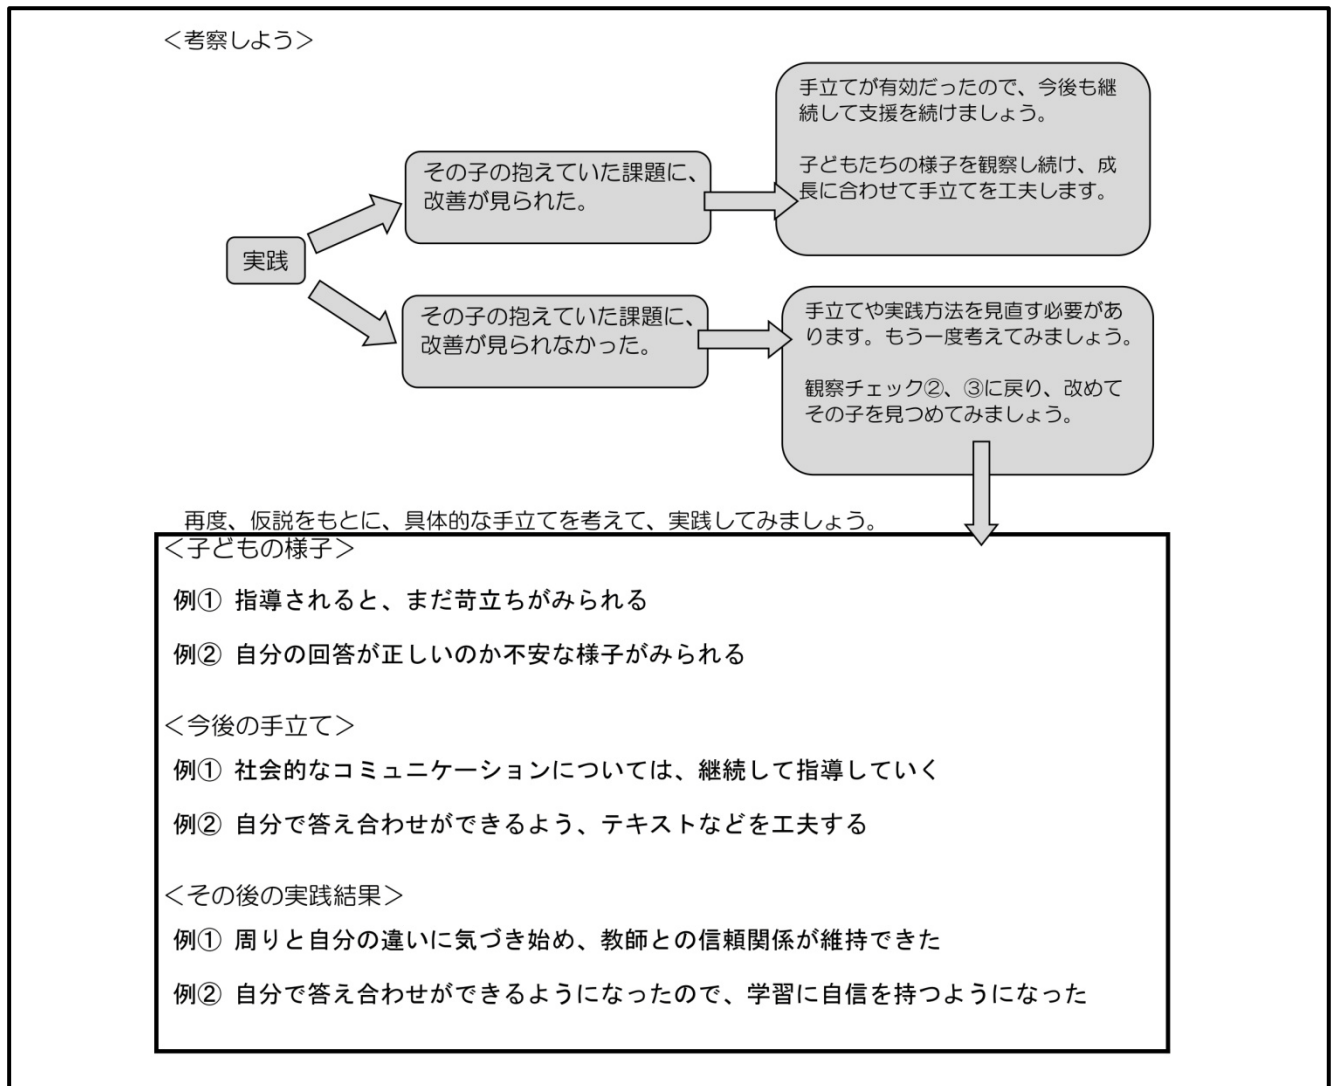 ＜考察しよう＞
手立てが有効だったので、今後も継
続して支援を続けましょう。
子どもたちの様子を観察し続け、成
長に合わせて手立てを工夫します。
その子の抱えていた課題に、
改善が見られた。
実践
その子の抱えていた課題に、
改善が見られなかった。
手立てや実践方法を見直す必要があ
ります。もう一度考えてみましょう。
観察チェック②、③に戻り、改めて
その子を見つめてみましょう。
再度、仮説をもとに、具体的な手立てを考えて、実践してみましょう。
＜子どもの様子＞
例① 指導されると、まだ苛立ちがみられる
例② 自分の回答が正しいのか不安な様子がみられる
＜今後の手立て＞
例① 社会的なコミュニケーションについては、継続して指導していく
例② 自分で答え合わせができるよう、テキストなどを工夫する
＜その後の実践結果＞
例① 周りと自分の違いに気づき始め、教師との信頼関係が維持できた
例② 自分で答え合わせができるようになったので、学習に自信を持つようになった